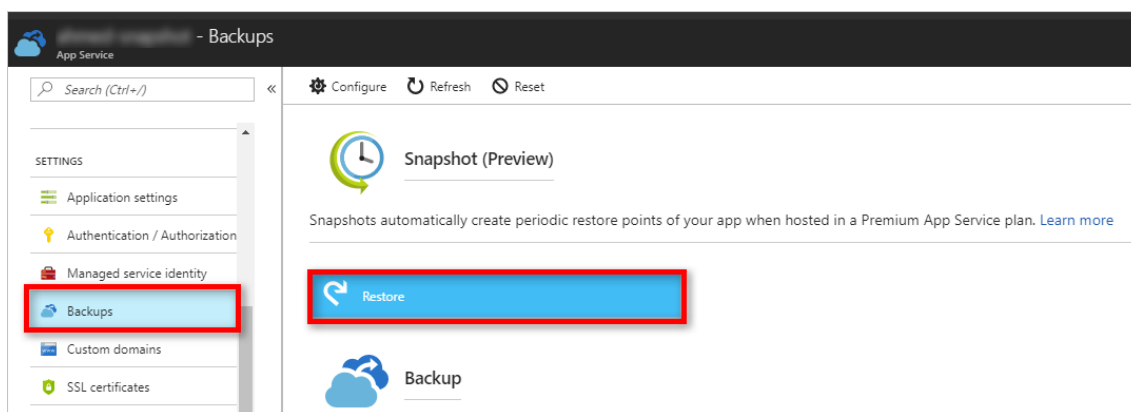 - Backups
App Service
Search (Ctrl+/)
«
Configure
Refresh
Reset
SETTINGS
Application settings
Authentication / Authorization
Managed service identity
Backups
Custom domains
SSL certificates
Snapshot (Preview)
Snapshots automatically create periodic restore points of your app when hosted in a Premium App Service plan. Learn more
Restore
Backup